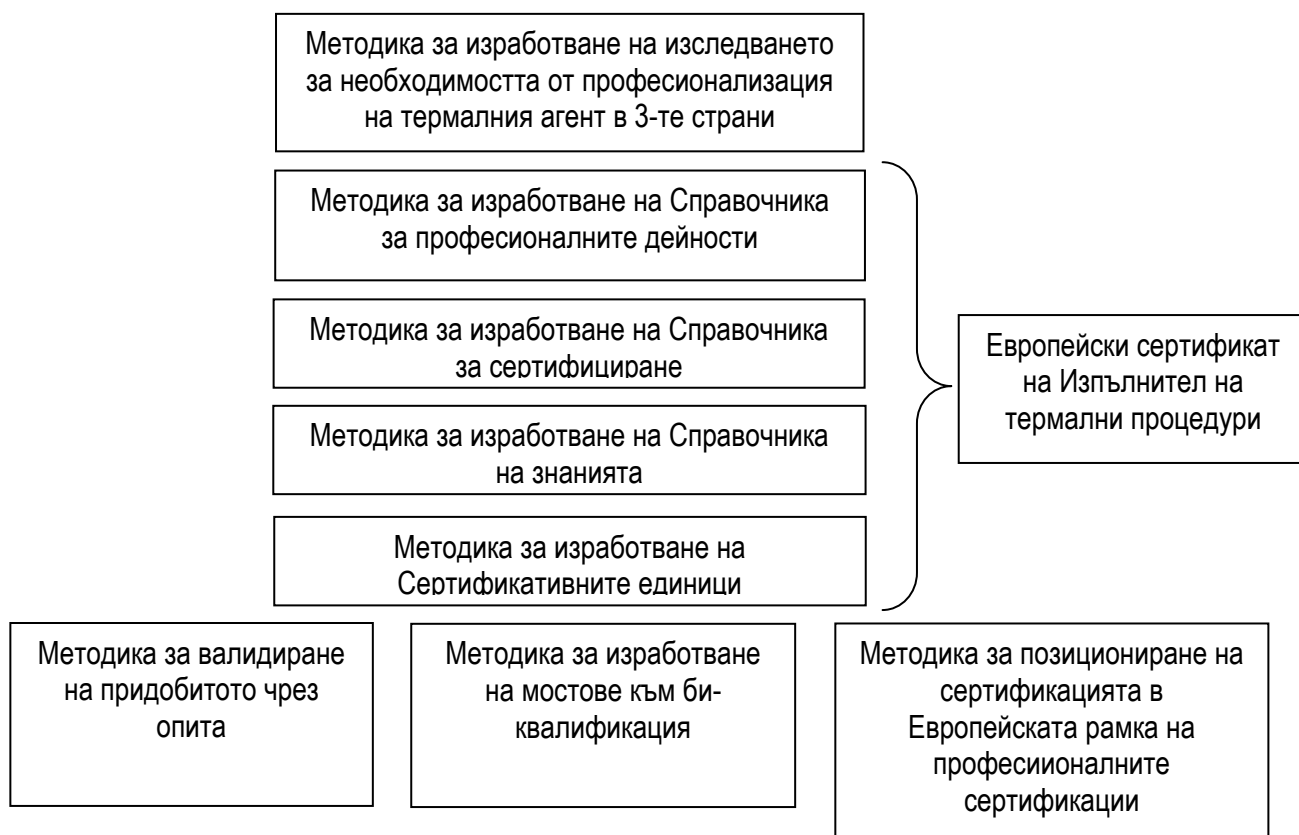 Методика за изработване на изследването
за необходимостта от професионализация
на термалния агент в 3-те страни
Методика за изработване на Справочника
за професионалните дейности
Методика за изработване на Справочника
за сертифициране
Методика за изработване на Справочника
на знанията
Методика за изработване на
Сертификативните единици
Европейски сертификат
на Изпълнител на
термални процедури
Методика за валидиране
на придобитото чрез
опита
Методика за изработване
на мостове към би-
квалификация
Методика за позициониране на
сертификацията в
Европейската рамка на
професиионалните
сертификации